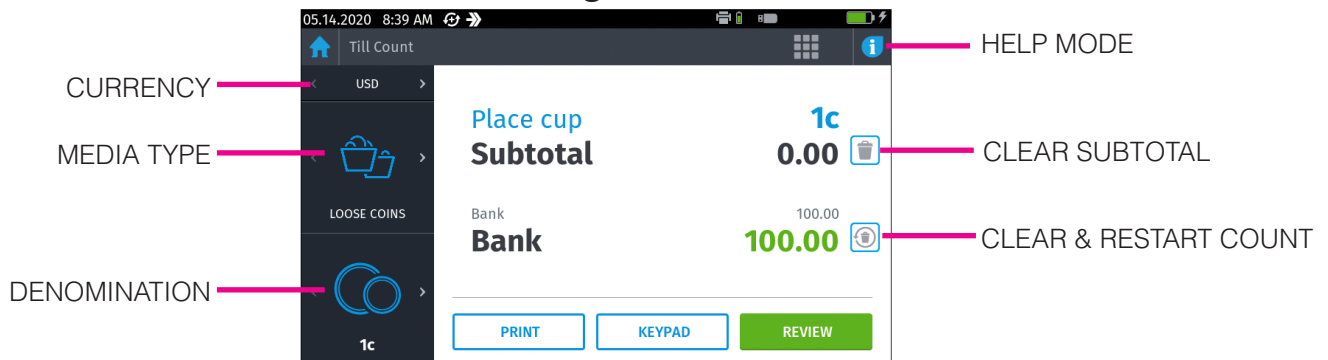 05.14.2020 8:39 AM
Till Count
HELP MODE
CURRENCY
USD
Place cup 1c
Subtotal 0.00
CLEAR SUBTOTAL
MEDIA TYPE
LOOSE COINS
Bank 100.00
Bank 100.00
CLEAR & RESTART COUNT
DENOMINATION
1c
PRINT
KEYPAD
REVIEW